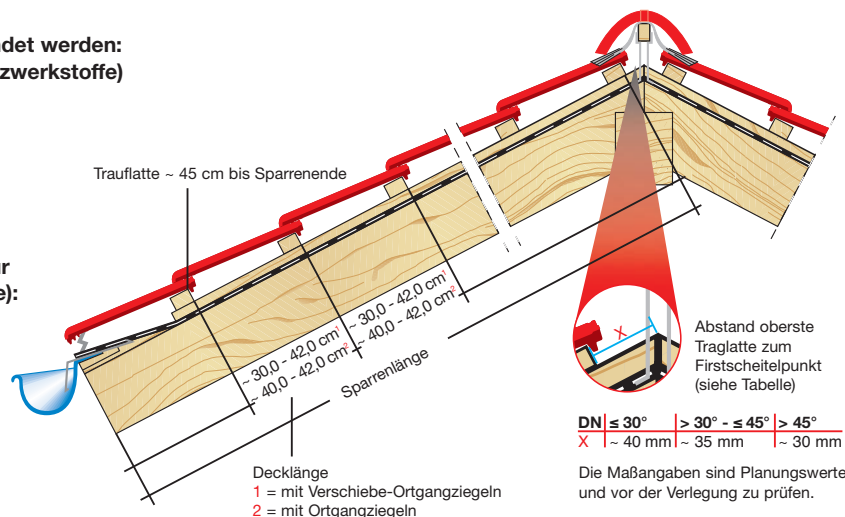 ndet werden:
zwerkstoffe)
Trauflatte ~ 45 cm bis Sparrenende
ur
e):
~ 30,0 - 42,0 cm¹
~ 40,0 - 42,0 cm²
~ 30,0 - 42,0 cm¹
~ 40,0 - 42,0 cm²
Sparrenlänge
Decklänge
1 = mit Verschiebe-Ortgangziegeln
2 = mit Ortgangziegeln
X
Abstand oberste
Traglatte zum
Firstscheitelpunkt
(siehe Tabelle)
DN ≤ 30° > 30° - ≤ 45° > 45°
X ~ 40 mm ~ 35 mm ~ 30 mm
Die Maßangaben sind Planungswerte
und vor der Verlegung zu prüfen.